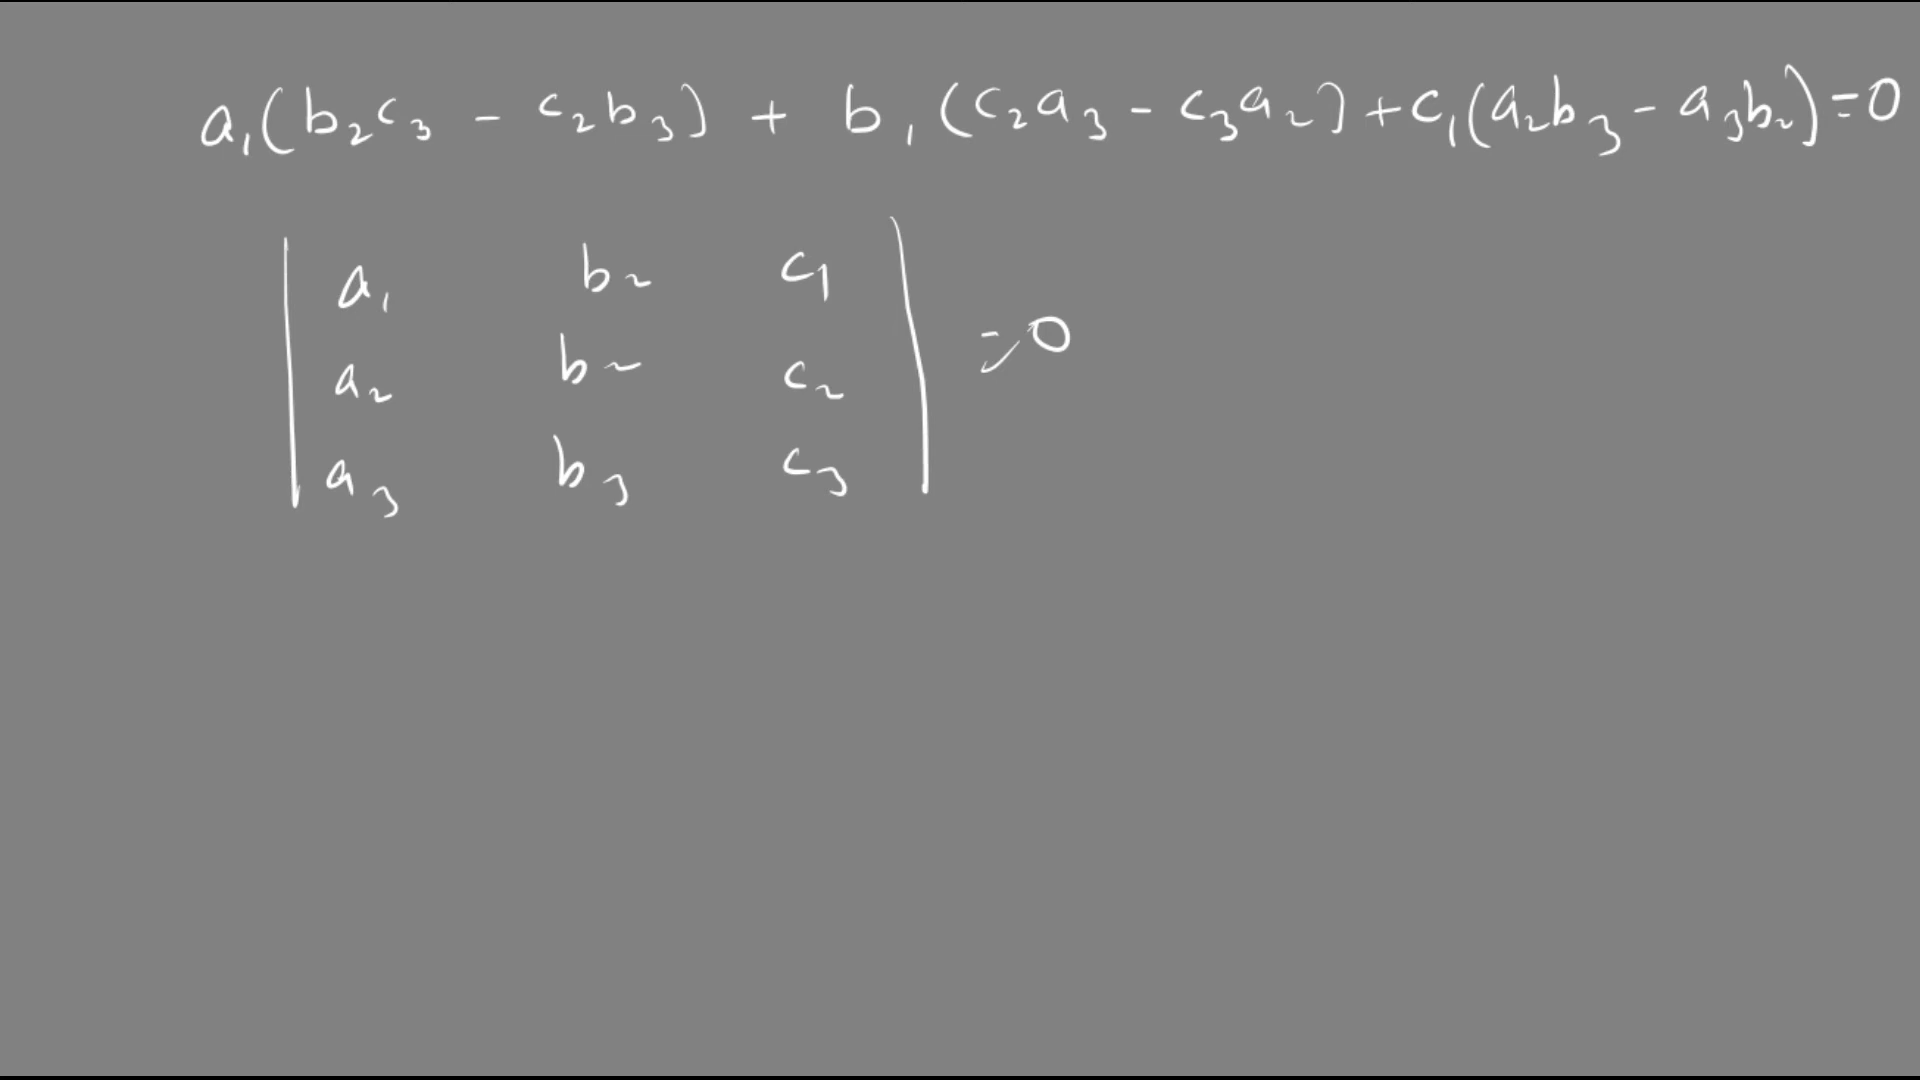 a₁(b₂c₃ - c₂b₃) + b₁(c₂a₃ - c₃a₂) + c₁(a₂b₃ - a₃b₂) = 0
| a₁ b₂ c₁ |
| a₂ b₂ c₂ | = 0
| a₃ b₃ c₃ |